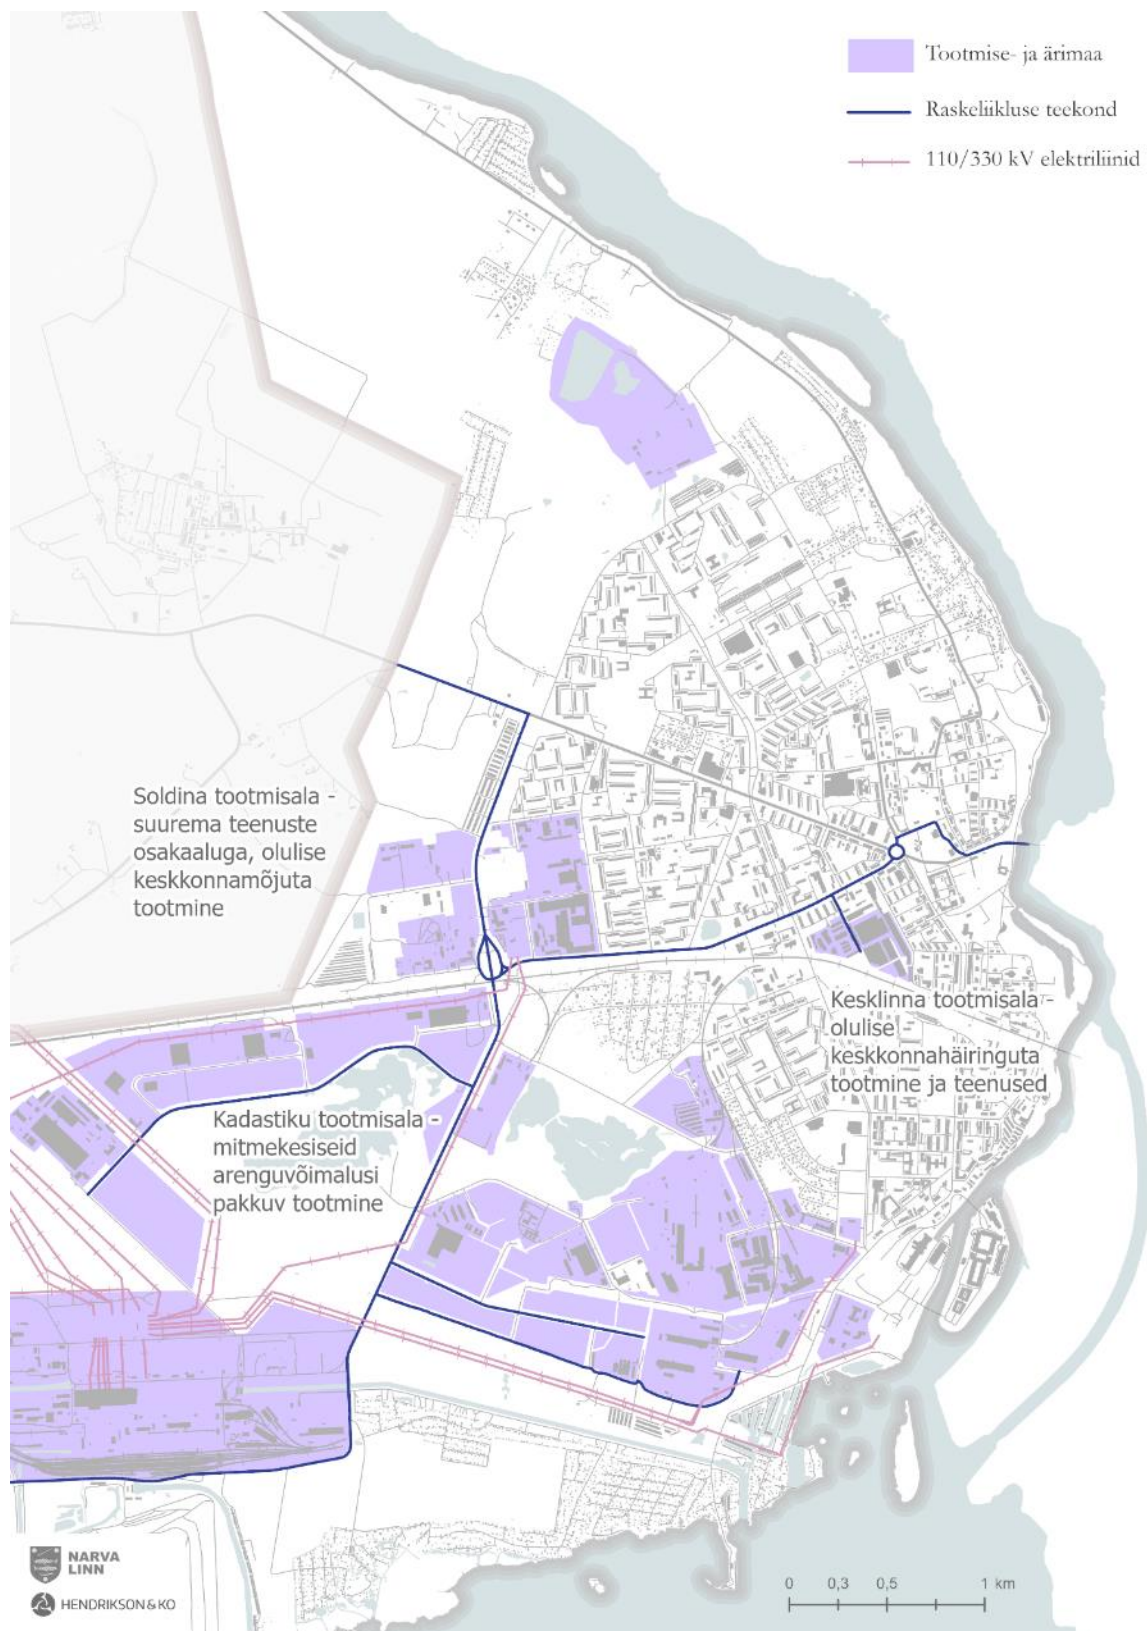 Tootmise- ja ärimaa
Raskeliikluse teekond
110/330 kV elektriliinid
Soldina tootmisala -
suurema teenuste
osakaaluga, olulise
keskkonnamõjuta
tootmine
Kesklinna tootmisala -
olulise
keskkonnahäiringuta
tootmine ja teenused
Kadastiku tootmisala -
mitmekesiseid
arenguvõimalusi
pakkuv tootmine
NARVA
LINN
HENDRIKSON & KO
0 0,3 0,5 1 km